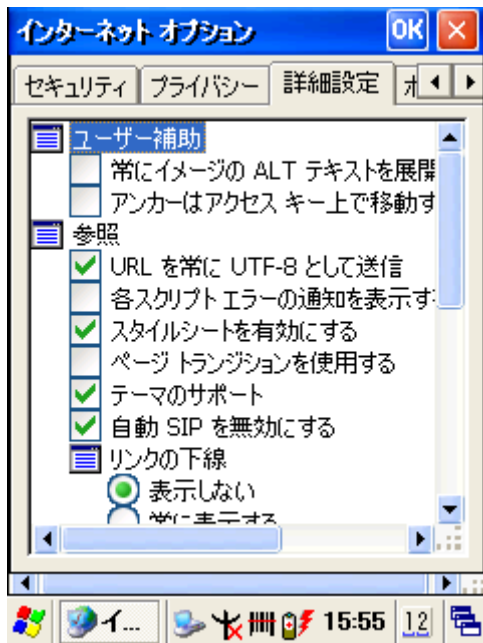 インターネット オプション OK
セキュリティ プライバシー 詳細設定
ユーザー補助
常にイメージの ALT テキストを展開
アンカーはアクセス キー上で移動す
参照
URL を常に UTF-8 として送信
各スクリプト エラーの通知を表示す
スタイルシートを有効にする
ページ トランジションを使用する
テーマのサポート
自動 SIP を無効にする
リンクの下線
表示しない
常に表示する
イ... 15:55 12